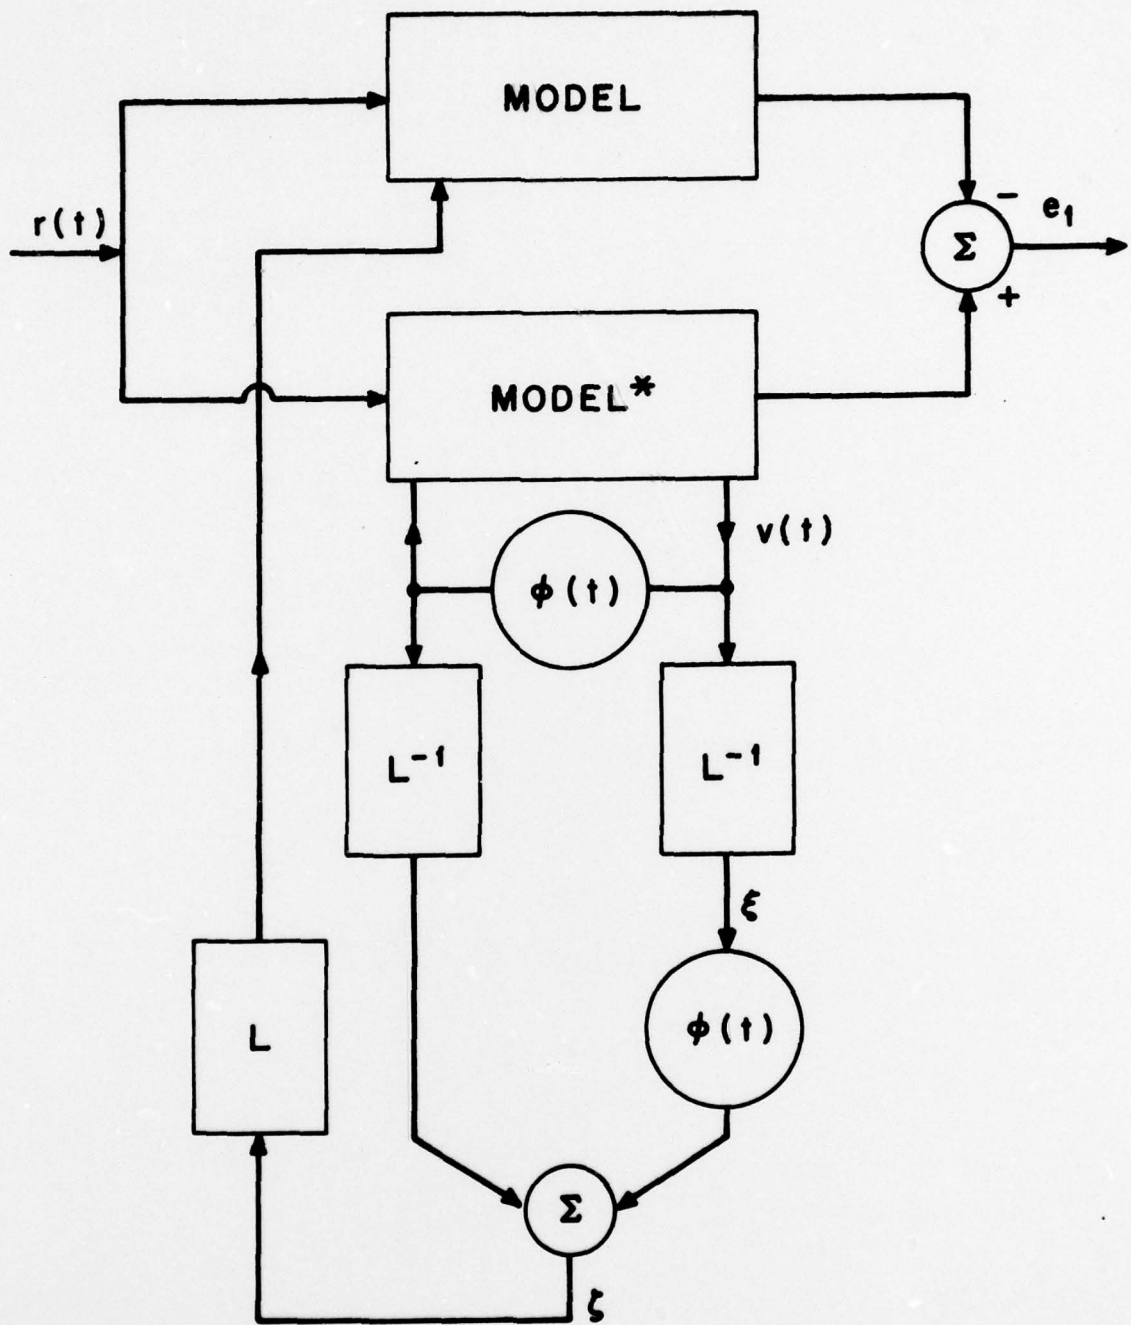 MODEL
r(t)
-
e₁
Σ
+
MODEL*
v(t)
φ(t)
L⁻¹
L⁻¹
ξ
L
φ(t)
Σ
ζ